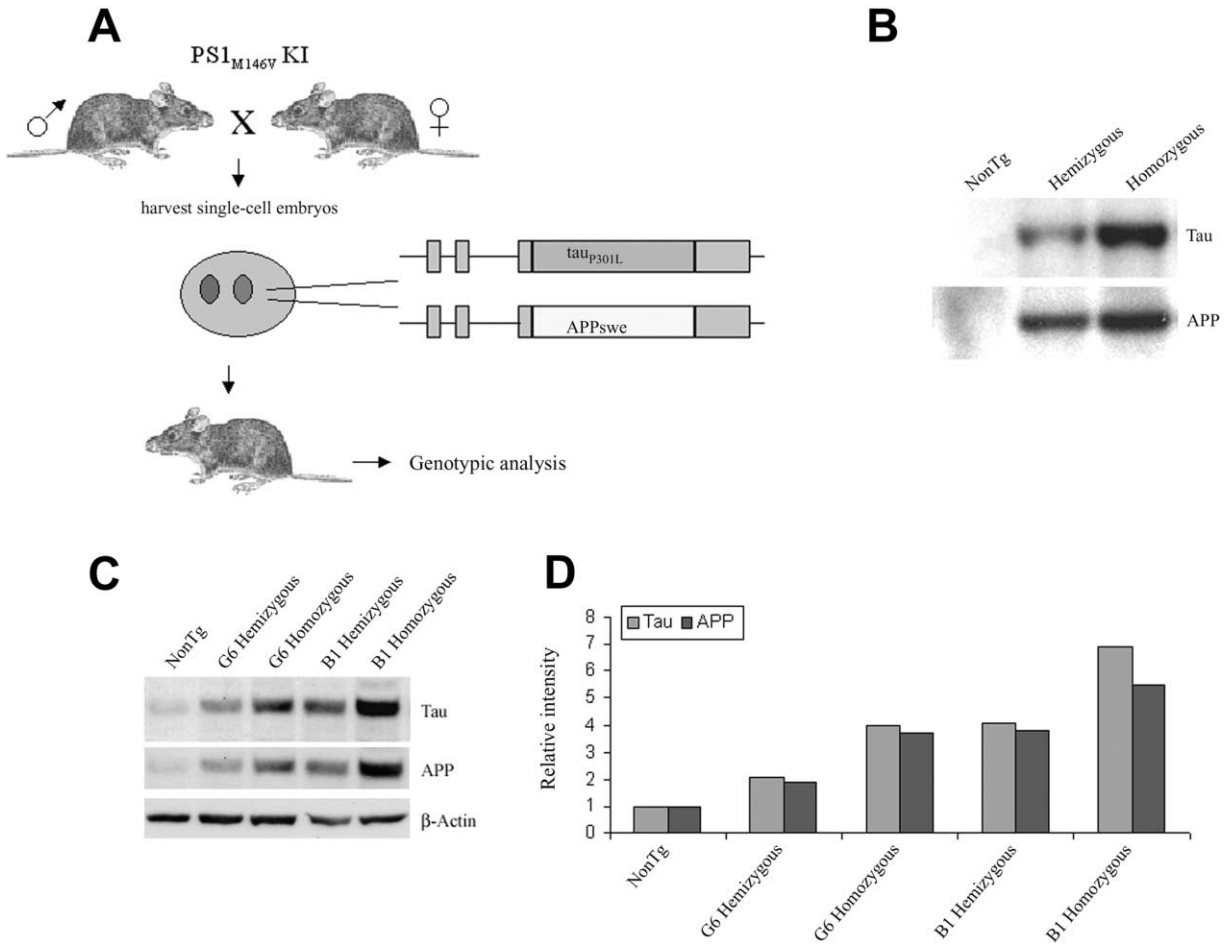 A
PS1M146V KI
X
harvest single-cell embryos
tauP301L
APPswe
Genotypic analysis
B
NonTg
Hemizygous
Homozygous
Tau
APP
C
NonTg
G6 Hemizygous
G6 Homozygous
B1 Hemizygous
B1 Homozygous
Tau
APP
β-Actin
D
Relative intensity
8
7
6
5
4
3
2
1
0
Tau APP
NonTg
G6 Hemizygous
G6 Homozygous
B1 Hemizygous
B1 Homozygous